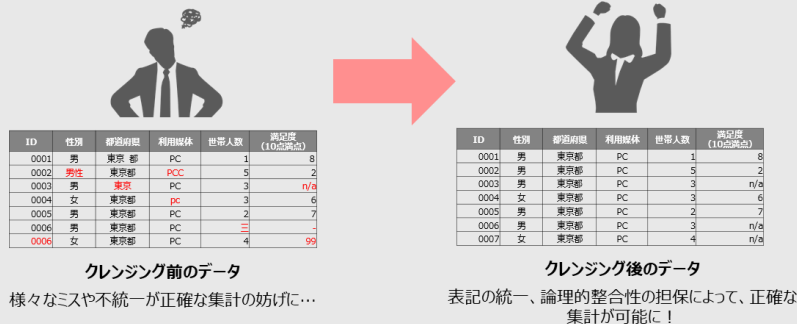 ID 性別 都道府県 利用媒体 世帯人数 満足度
(10点満点)
0001 男 東京 都 PC 1 8
0002 男性 東京都 PCC 5 2
0003 男 東京 PC 3 n/a
0004 女 東京都 pc 3 6
0005 男 東京都 PC 2 7
0006 男 東京都 PC 三 -
0006 女 東京都 PC 4 99
クレンジング前のデータ
様々なミスや不統一が正確な集計の妨げに…
ID 性別 都道府県 利用媒体 世帯人数 満足度
(10点満点)
0001 男 東京都 PC 1 8
0002 男 東京都 PC 5 2
0003 男 東京都 PC 3 n/a
0004 女 東京都 PC 3 6
0005 男 東京都 PC 2 7
0006 男 東京都 PC 3 n/a
0007 女 東京都 PC 4 n/a
クレンジング後のデータ
表記の統一、論理的整合性の担保によって、正確な
集計が可能に！